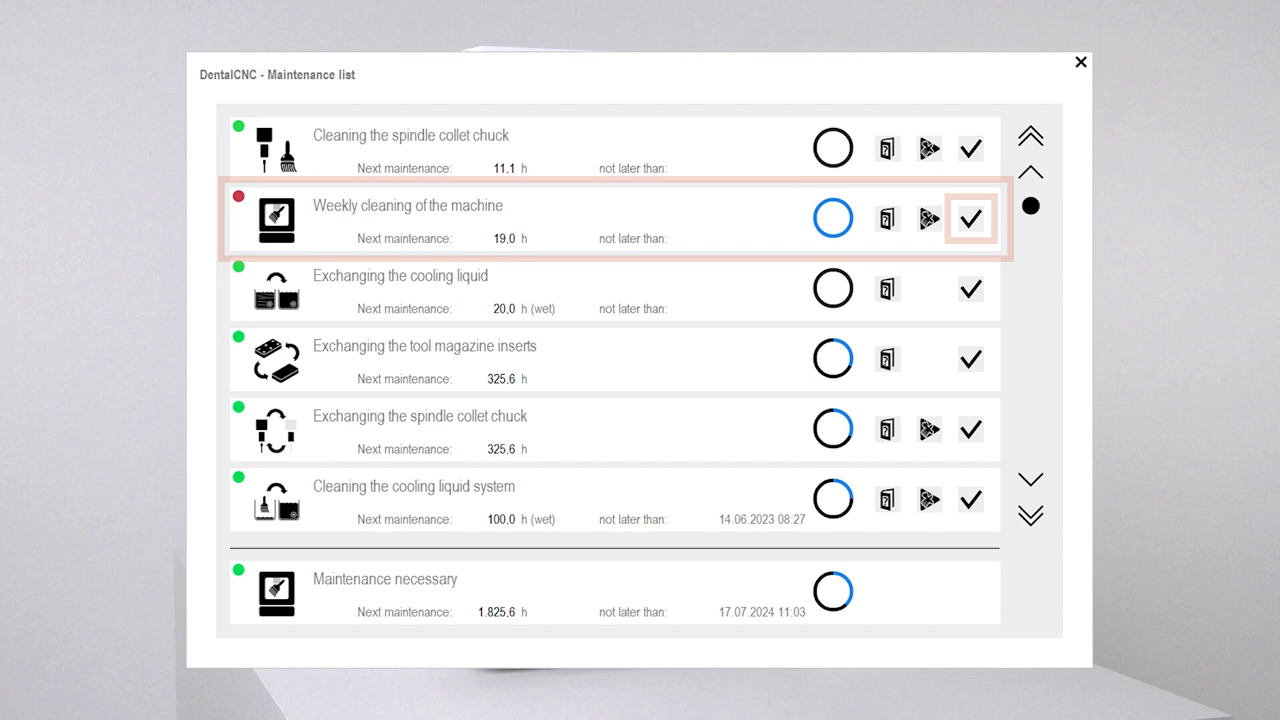 DentalCNC - Maintenance list
Cleaning the spindle collet chuck
Next maintenance: 11.1 h not later than:
Weekly cleaning of the machine
Next maintenance: 19.0 h not later than:
Exchanging the cooling liquid
Next maintenance: 20.0 h (wet) not later than:
Exchanging the tool magazine inserts
Next maintenance: 325.6 h
Exchanging the spindle collet chuck
Next maintenance: 325.6 h
Cleaning the cooling liquid system
Next maintenance: 100.0 h (wet) not later than: 14.06.2023 08:27
Maintenance necessary
Next maintenance: 1.825.6 h not later than: 17.07.2024 11:03